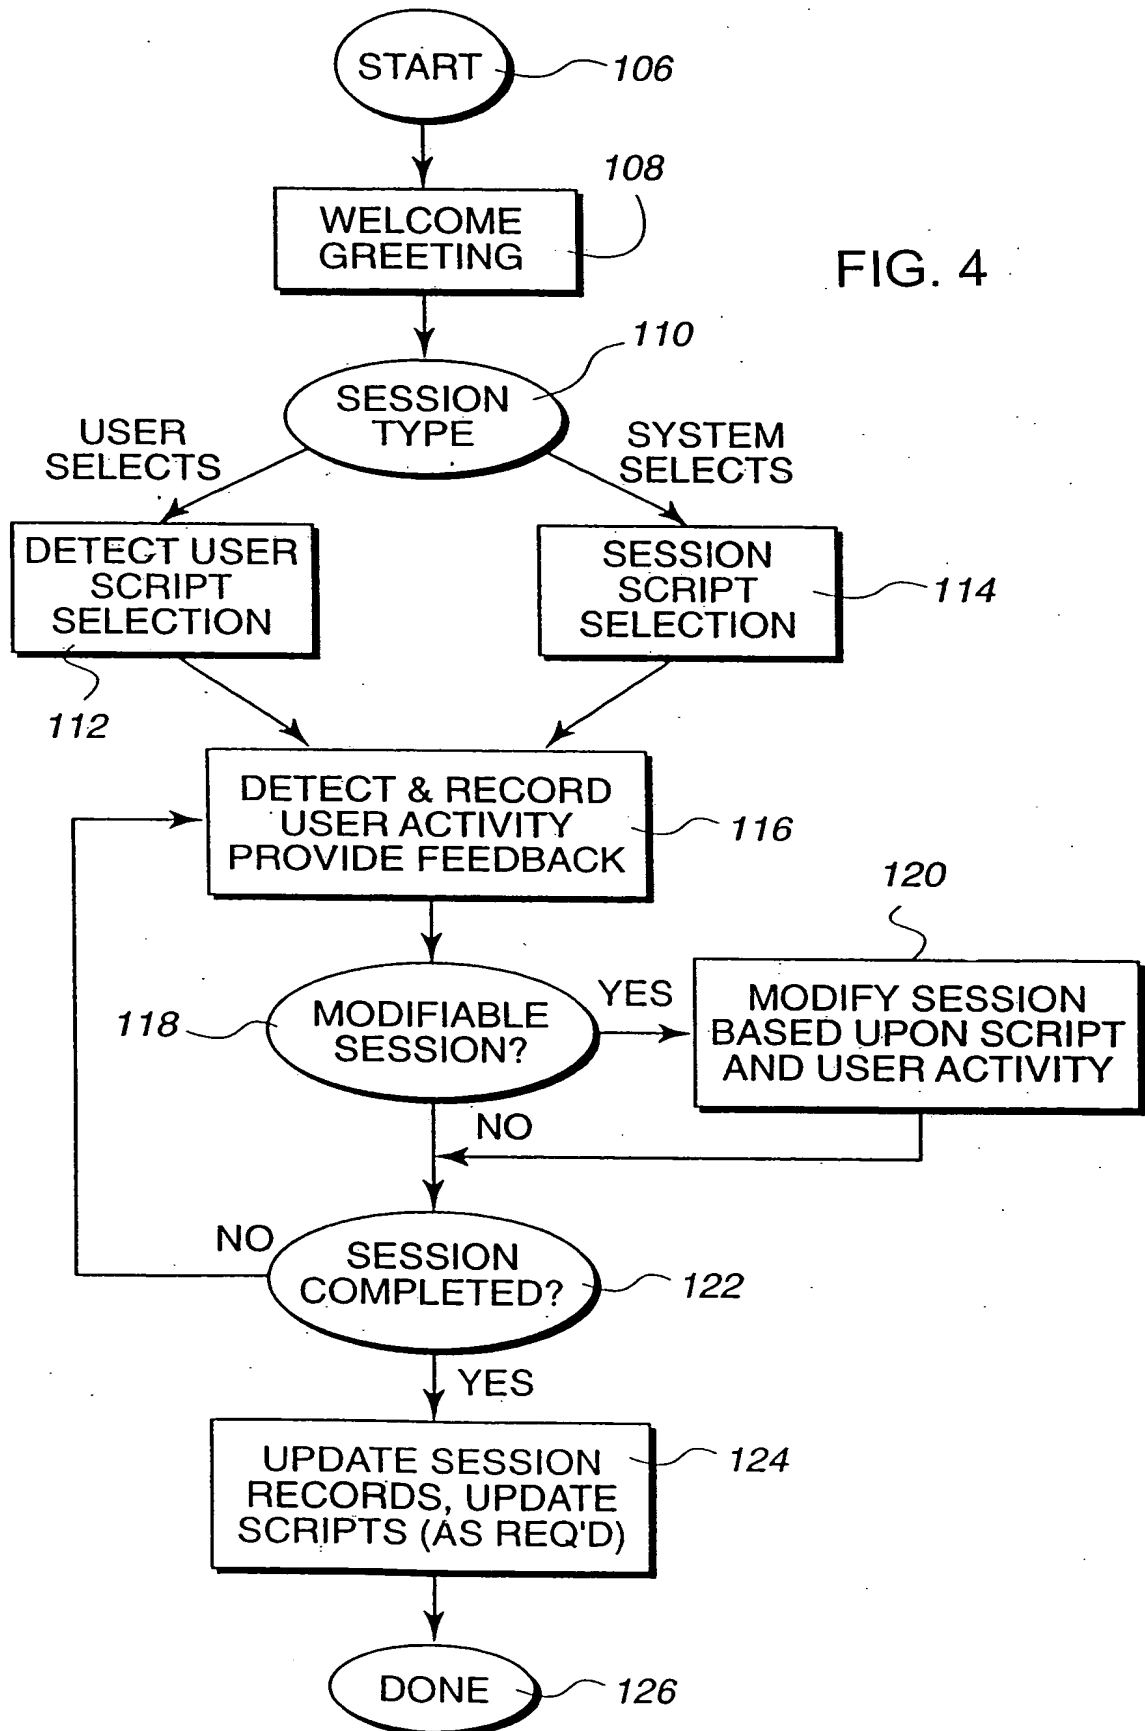 START
106
108
WELCOME
GREETING
FIG. 4
110
SESSION
TYPE
USER
SELECTS
SYSTEM
SELECTS
DETECT USER
SCRIPT
SELECTION
112
SESSION
SCRIPT
SELECTION
114
DETECT & RECORD
USER ACTIVITY
PROVIDE FEEDBACK
116
118
MODIFIABLE
SESSION?
YES
120
MODIFY SESSION
BASED UPON SCRIPT
AND USER ACTIVITY
NO
NO
SESSION
COMPLETED?
122
YES
UPDATE SESSION
RECORDS, UPDATE
SCRIPTS (AS REQ'D)
124
DONE
126